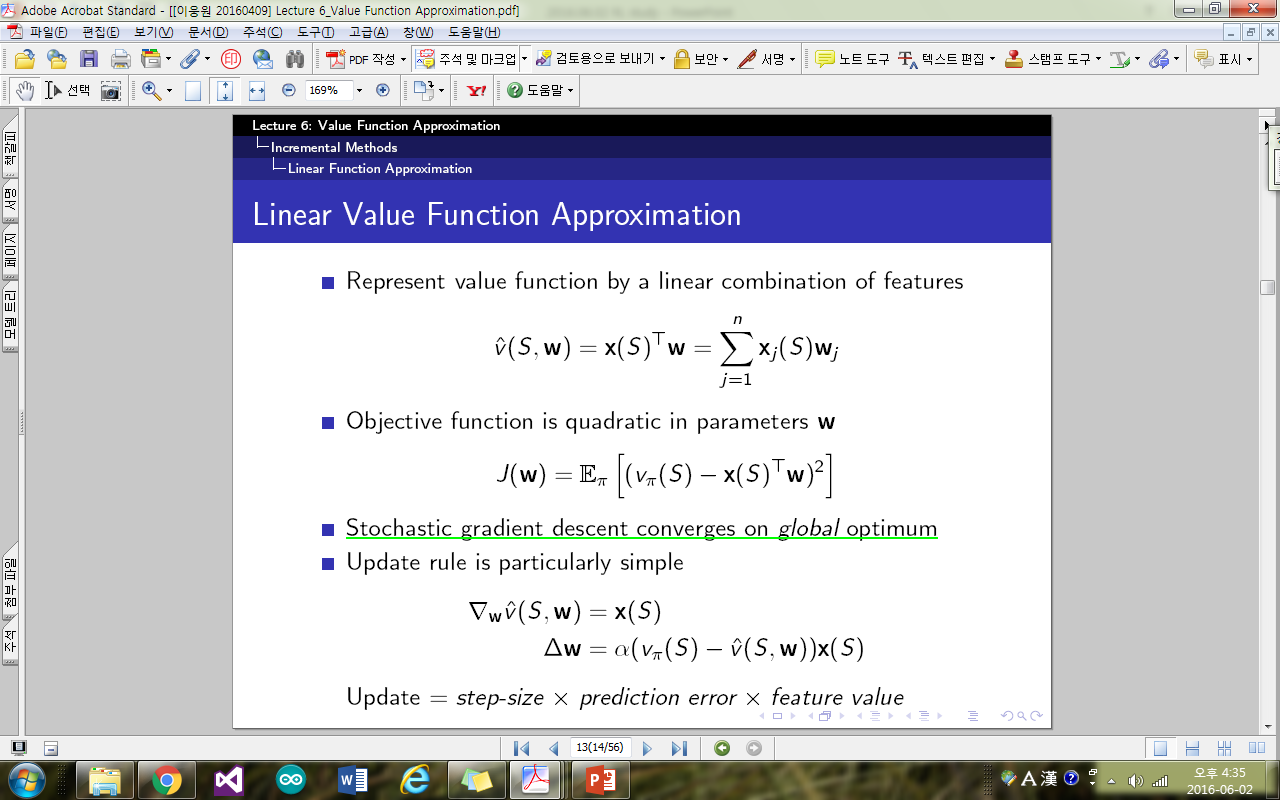 Adobe Acrobat Standard - [[이웅원 20160409] Lecture 6_Value Function Approximation.pdf]
파일(F) 편집(E) 보기(V) 문서(D) 주석(C) 도구(T) 고급(A) 창(W) 도움말(H)
PDF 작성 주석 및 마크업 검토용으로 보내기 보안 서명 노트 도구 텍스트 편집 스탬프 도구 표시
선택 169% Y! 도움말
책갈피
서명
페이지
모델 트리
첨부 파일
주석
Lecture 6: Value Function Approximation
Incremental Methods
Linear Function Approximation
Linear Value Function Approximation
Represent value function by a linear combination of features
v̂(S, w) = x(S)⊤w = ∑ⁿⱼ₌₁ xⱼ(S)wⱼ
Objective function is quadratic in parameters w
J(w) = 𝔼π [(vπ(S) − x(S)⊤w)²]
Stochastic gradient descent converges on global optimum
Update rule is particularly simple
∇w v̂(S, w) = x(S)
Δw = α(vπ(S) − v̂(S, w))x(S)
Update = step-size × prediction error × feature value
13(14/56)
A 漢
오후 4:35
2016-06-02